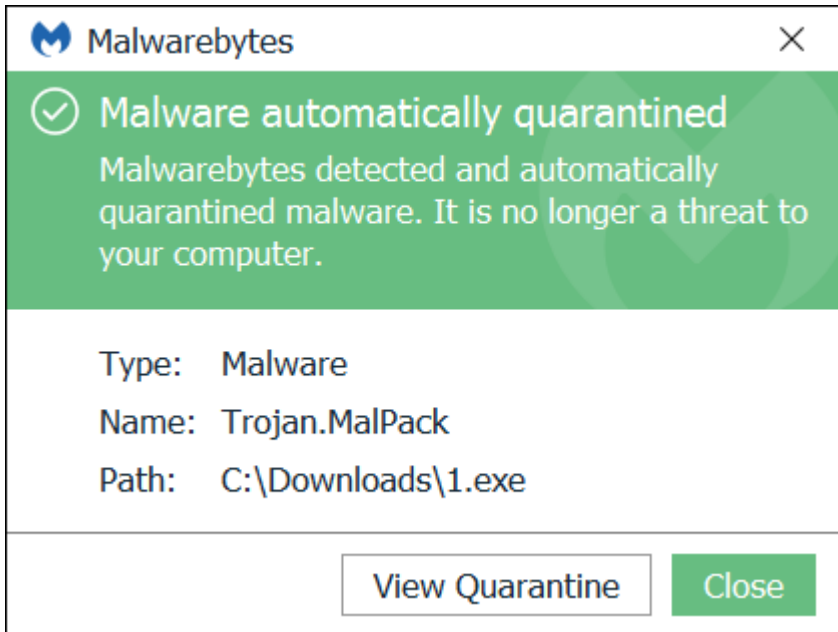 Malwarebytes
Malware automatically quarantined
Malwarebytes detected and automatically
quarantined malware. It is no longer a threat to
your computer.
Type: Malware
Name: Trojan.MalPack
Path: C:\Downloads\1.exe
View Quarantine Close